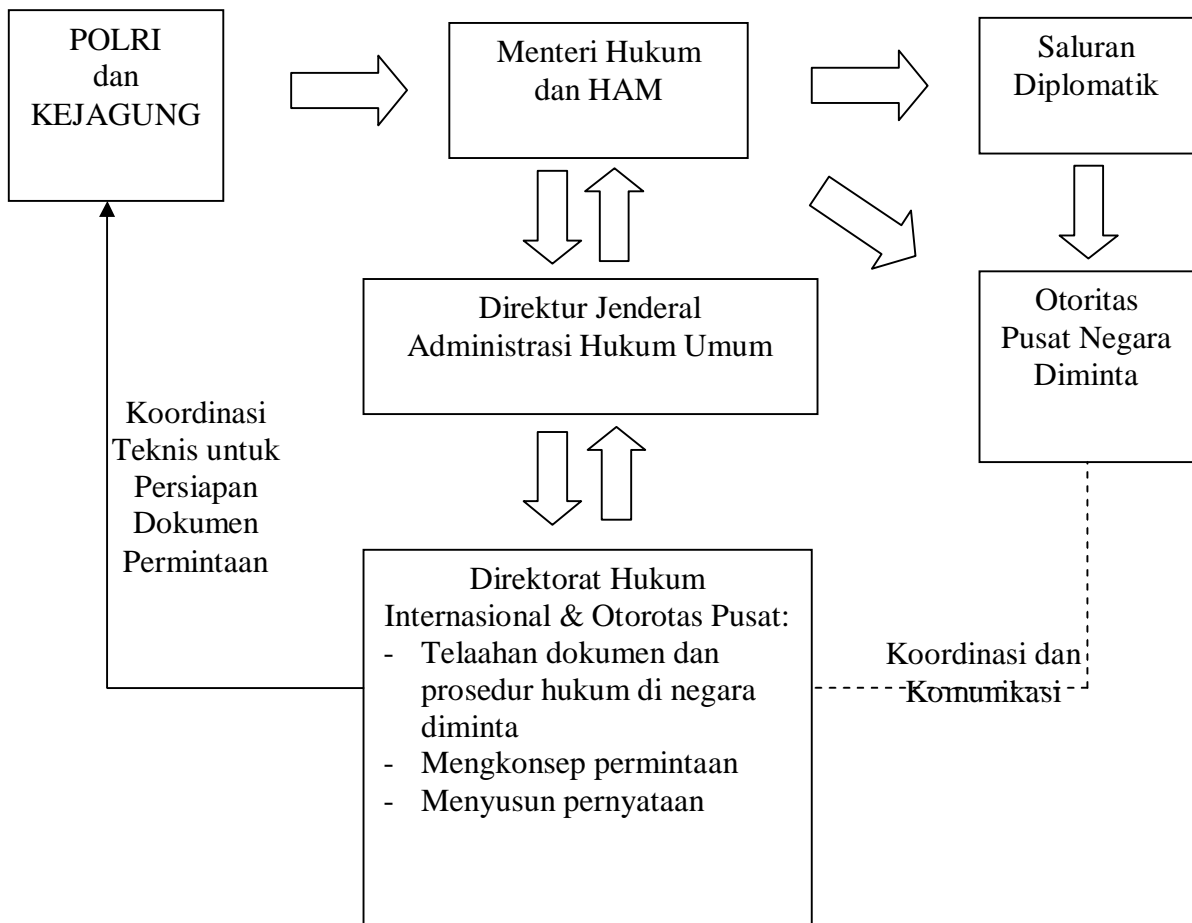 POLRI
dan
KEJAGUNG
Menteri Hukum
dan HAM
Saluran
Diplomatik
Direktur Jenderal
Administrasi Hukum Umum
Otoritas
Pusat Negara
Diminta
Koordinasi
Teknis untuk
Persiapan
Dokumen
Permintaan
Direktorat Hukum
Internasional & Otorotas Pusat:
- Telaahan dokumen dan
prosedur hukum di negara
diminta
- Mengkonsep permintaan
- Menyusun pernyataan
Koordinasi dan
Komunikasi